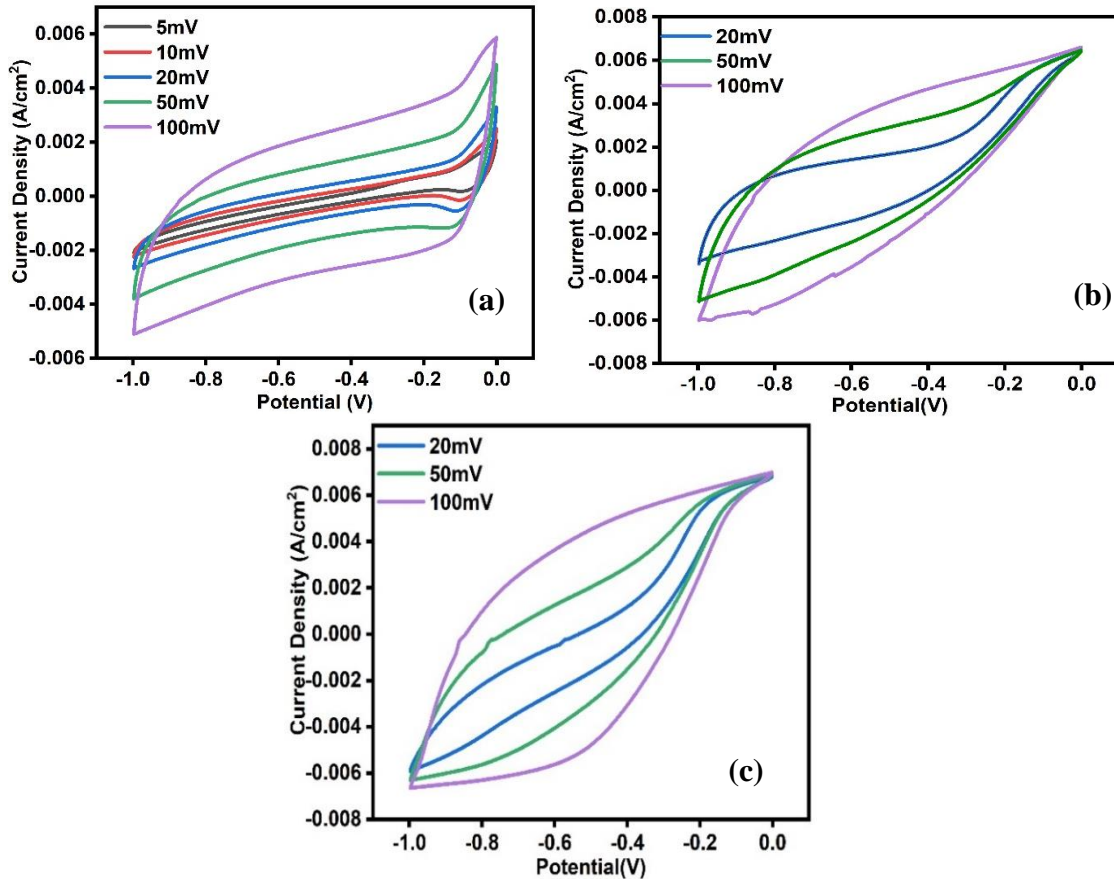 0.006
0.004
0.002
0.000
-0.002
-0.004
-0.006
Current Density (A/cm²)
5mV
10mV
20mV
50mV
100mV
(a)
-1.0 -0.8 -0.6 -0.4 -0.2 0.0
Potential (V)
0.008
0.006
0.004
0.002
0.000
-0.002
-0.004
-0.006
-0.008
Current Density (A/cm²)
20mV
50mV
100mV
(b)
-1.0 -0.8 -0.6 -0.4 -0.2 0.0
Potential(V)
0.008
0.006
0.004
0.002
0.000
-0.002
-0.004
-0.006
-0.008
Current Density (A/cm²)
20mV
50mV
100mV
(c)
-1.0 -0.8 -0.6 -0.4 -0.2 0.0
Potential(V)